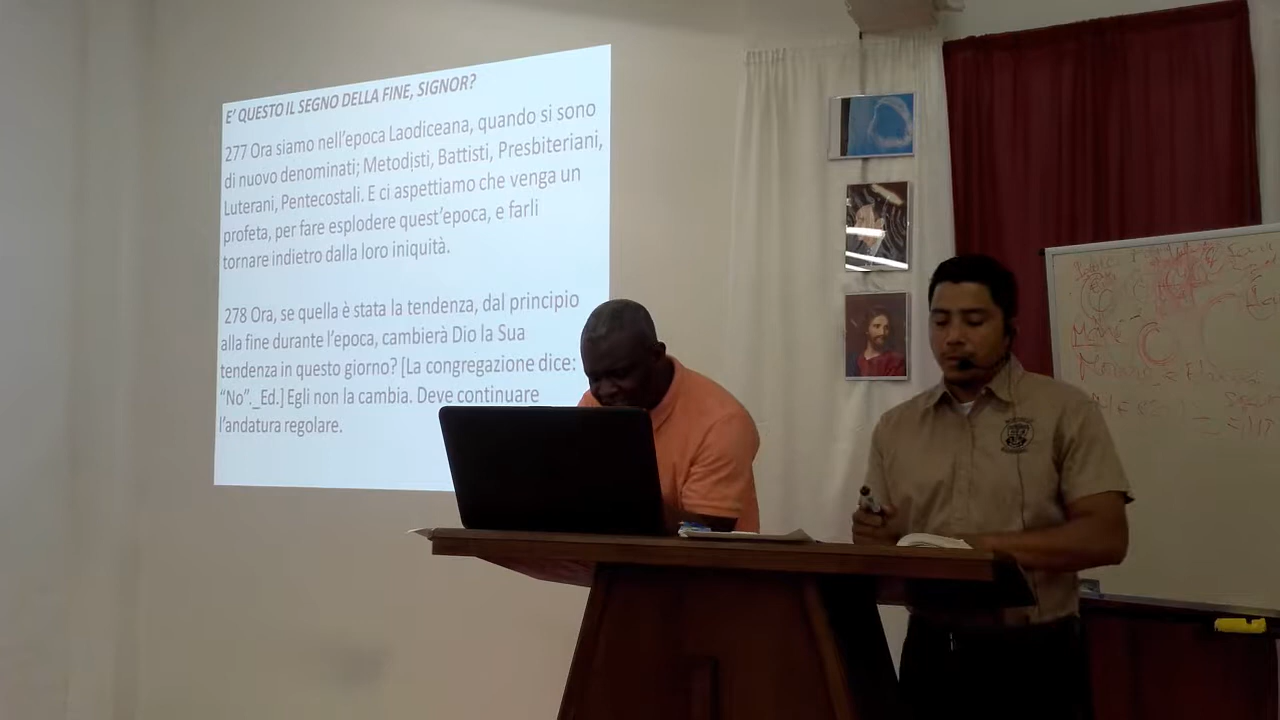 E' QUESTO IL SEGNO DELLA FINE, SIGNOR?
277 Ora siamo nell'epoca Laodiceana, quando si sono
di nuovo denominati; Metodisti, Battisti, Presbiteriani,
Luterani, Pentecostali. E ci aspettiamo che venga un
profeta, per fare esplodere quest'epoca, e farli
tornare indietro dalla loro iniquità.
278 Ora, se quella è stata la tendenza, dal principio
alla fine durante l'epoca, cambierà Dio la Sua
tendenza in questo giorno? [La congregazione dice:
“No”._Ed.] Egli non la cambia. Deve continuare
l'andatura regolare.